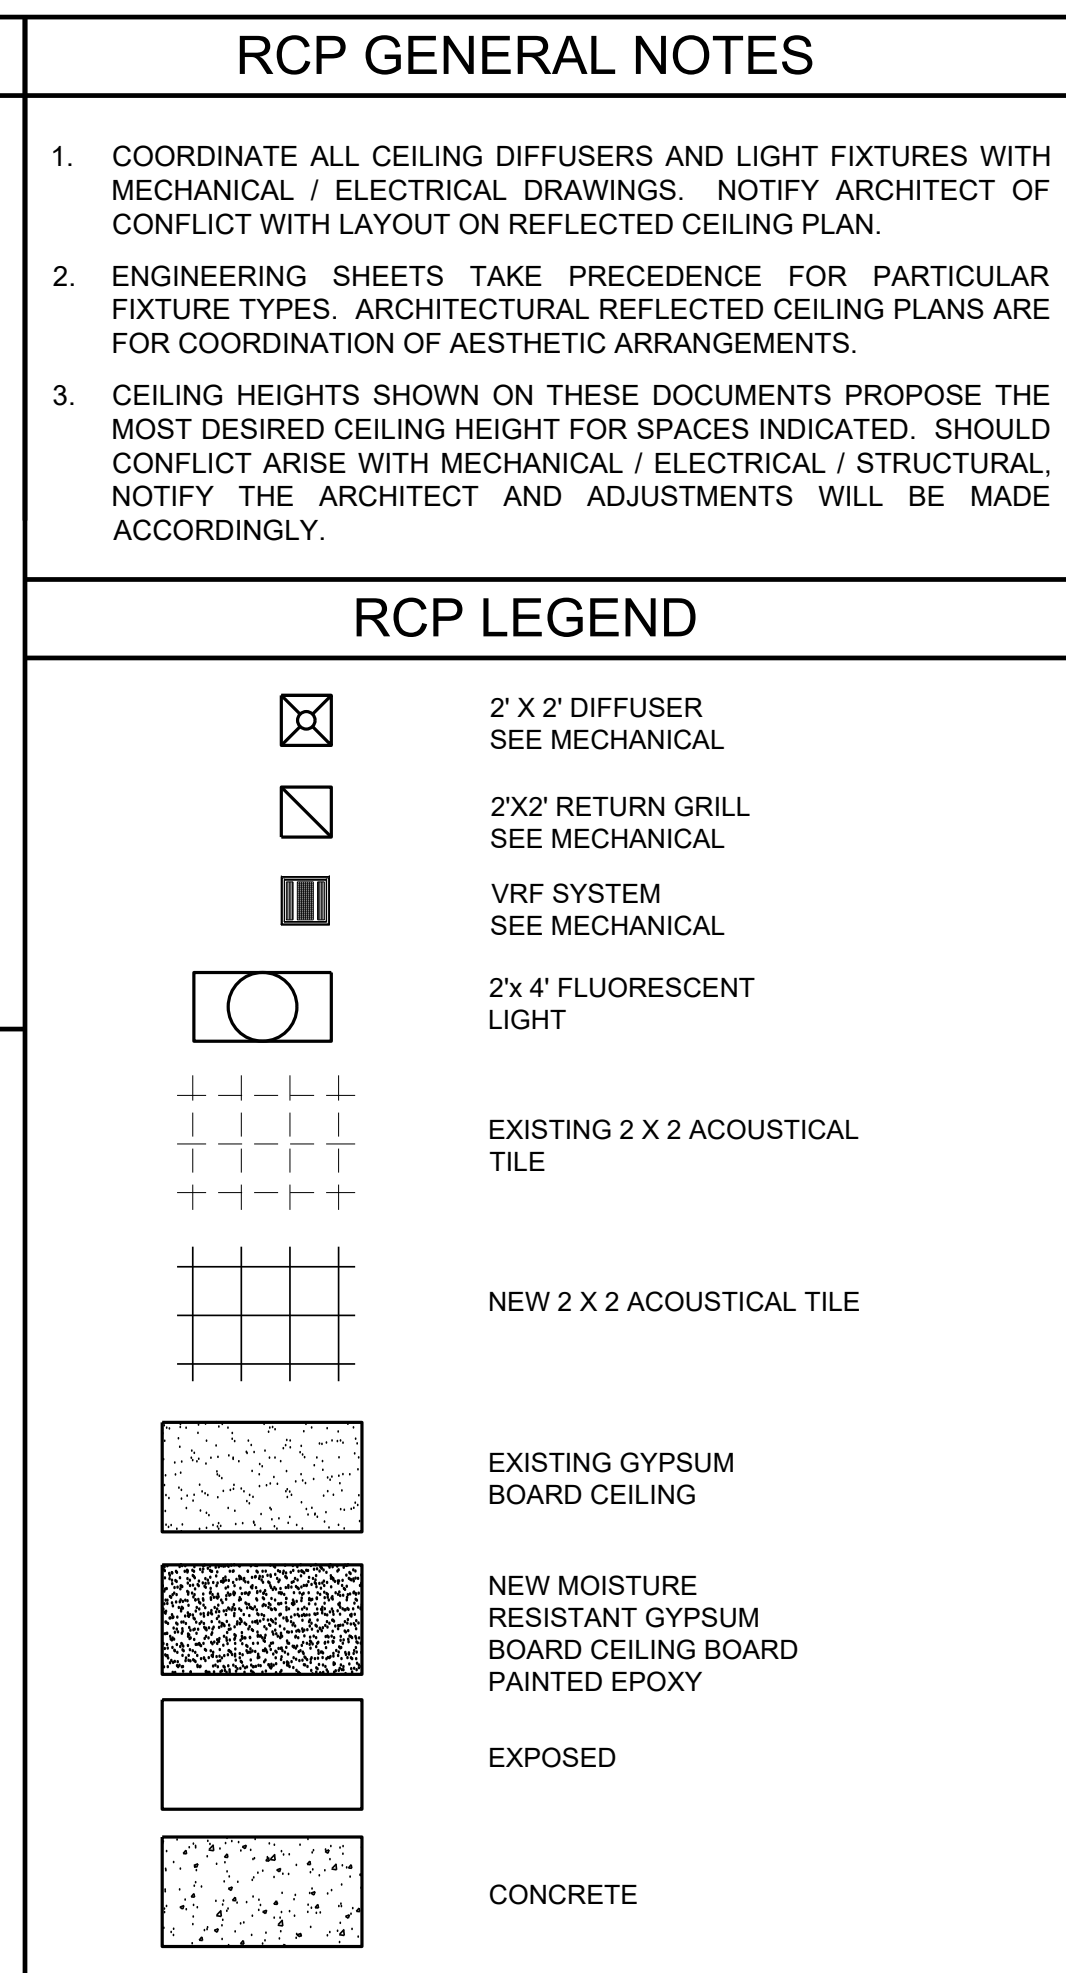 RCP GENERAL NOTES
1. COORDINATE ALL CEILING DIFFUSERS AND LIGHT FIXTURES WITH
MECHANICAL / ELECTRICAL DRAWINGS. NOTIFY ARCHITECT OF
CONFLICT WITH LAYOUT ON REFLECTED CEILING PLAN.
2. ENGINEERING SHEETS TAKE PRECEDENCE FOR PARTICULAR
FIXTURE TYPES. ARCHITECTURAL REFLECTED CEILING PLANS ARE
FOR COORDINATION OF AESTHETIC ARRANGEMENTS.
3. CEILING HEIGHTS SHOWN ON THESE DOCUMENTS PROPOSE THE
MOST DESIRED CEILING HEIGHT FOR SPACES INDICATED. SHOULD
CONFLICT ARISE WITH MECHANICAL / ELECTRICAL / STRUCTURAL,
NOTIFY THE ARCHITECT AND ADJUSTMENTS WILL BE MADE
ACCORDINGLY.
RCP LEGEND
2' X 2' DIFFUSER
SEE MECHANICAL
2'X2' RETURN GRILL
SEE MECHANICAL
VRF SYSTEM
SEE MECHANICAL
2'x 4' FLUORESCENT
LIGHT
EXISTING 2 X 2 ACOUSTICAL
TILE
NEW 2 X 2 ACOUSTICAL TILE
EXISTING GYPSUM
BOARD CEILING
NEW MOISTURE
RESISTANT GYPSUM
BOARD CEILING BOARD
PAINTED EPOXY
EXPOSED
CONCRETE